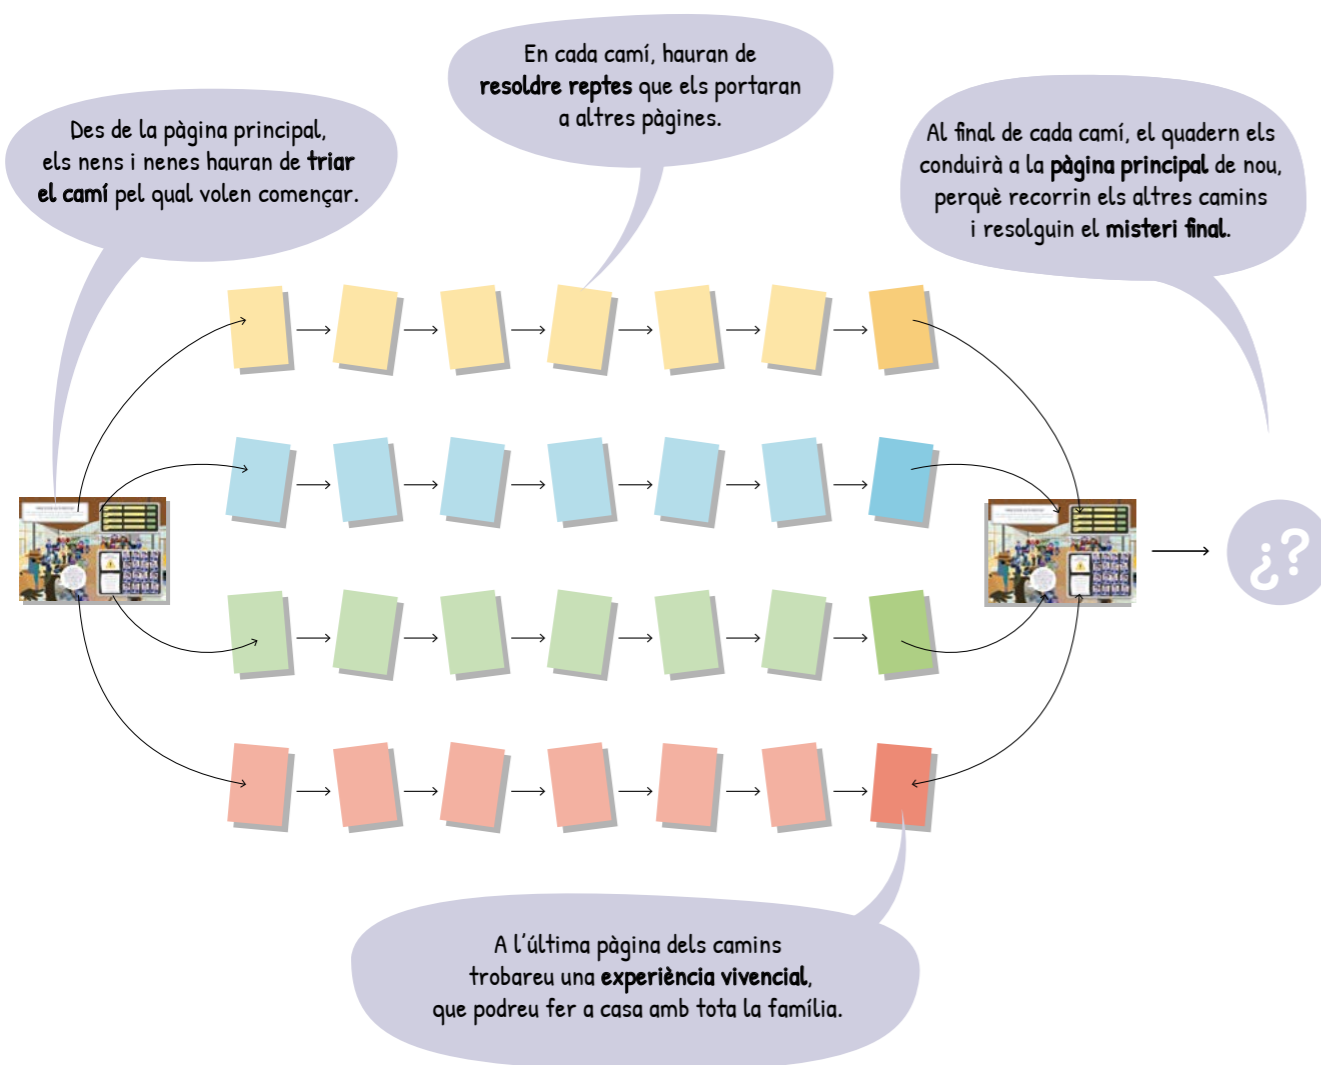 En cada camí, hauran de
resoldre reptes que els portaran
a altres pàgines.
Des de la pàgina principal,
els nens i nenes hauran de triar
el camí pel qual volen començar.
Al final de cada camí, el quadern els
conduirà a la pàgina principal de nou,
perquè recorrin els altres camins
i resolguin el misteri final.
¿?
A l'última pàgina dels camins
trobareu una experiència vivencial,
que podreu fer a casa amb tota la família.